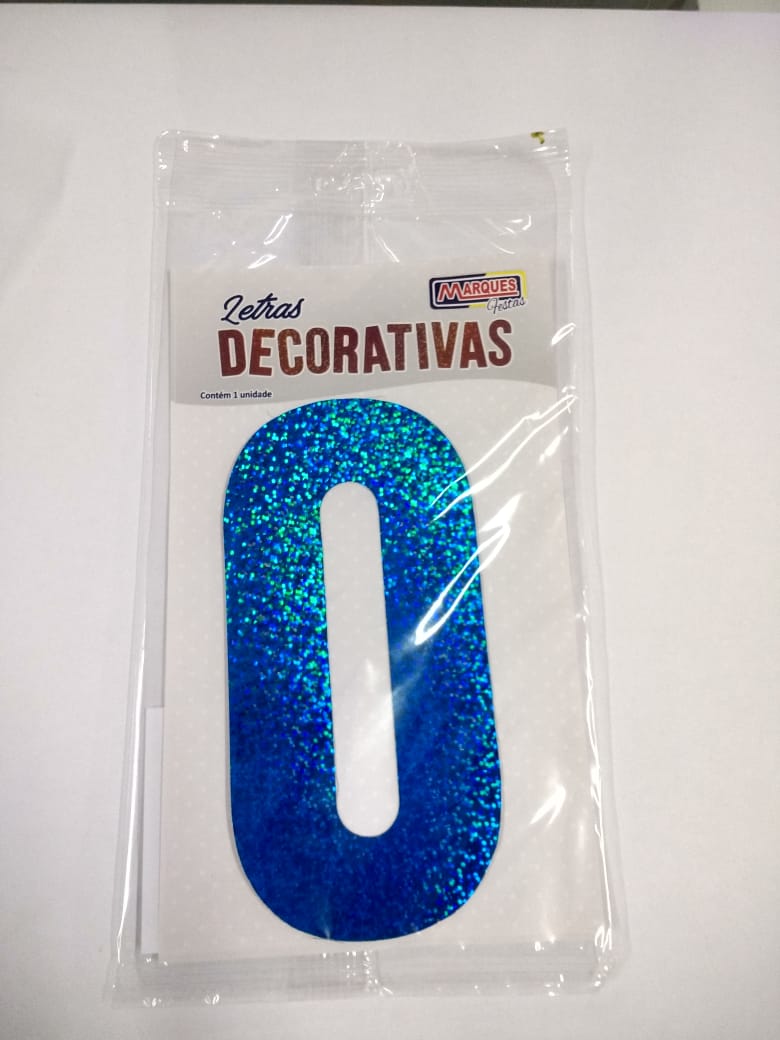 Letras
MARQUES
Festas
DECORATIVAS
Contém 1 unidade
O